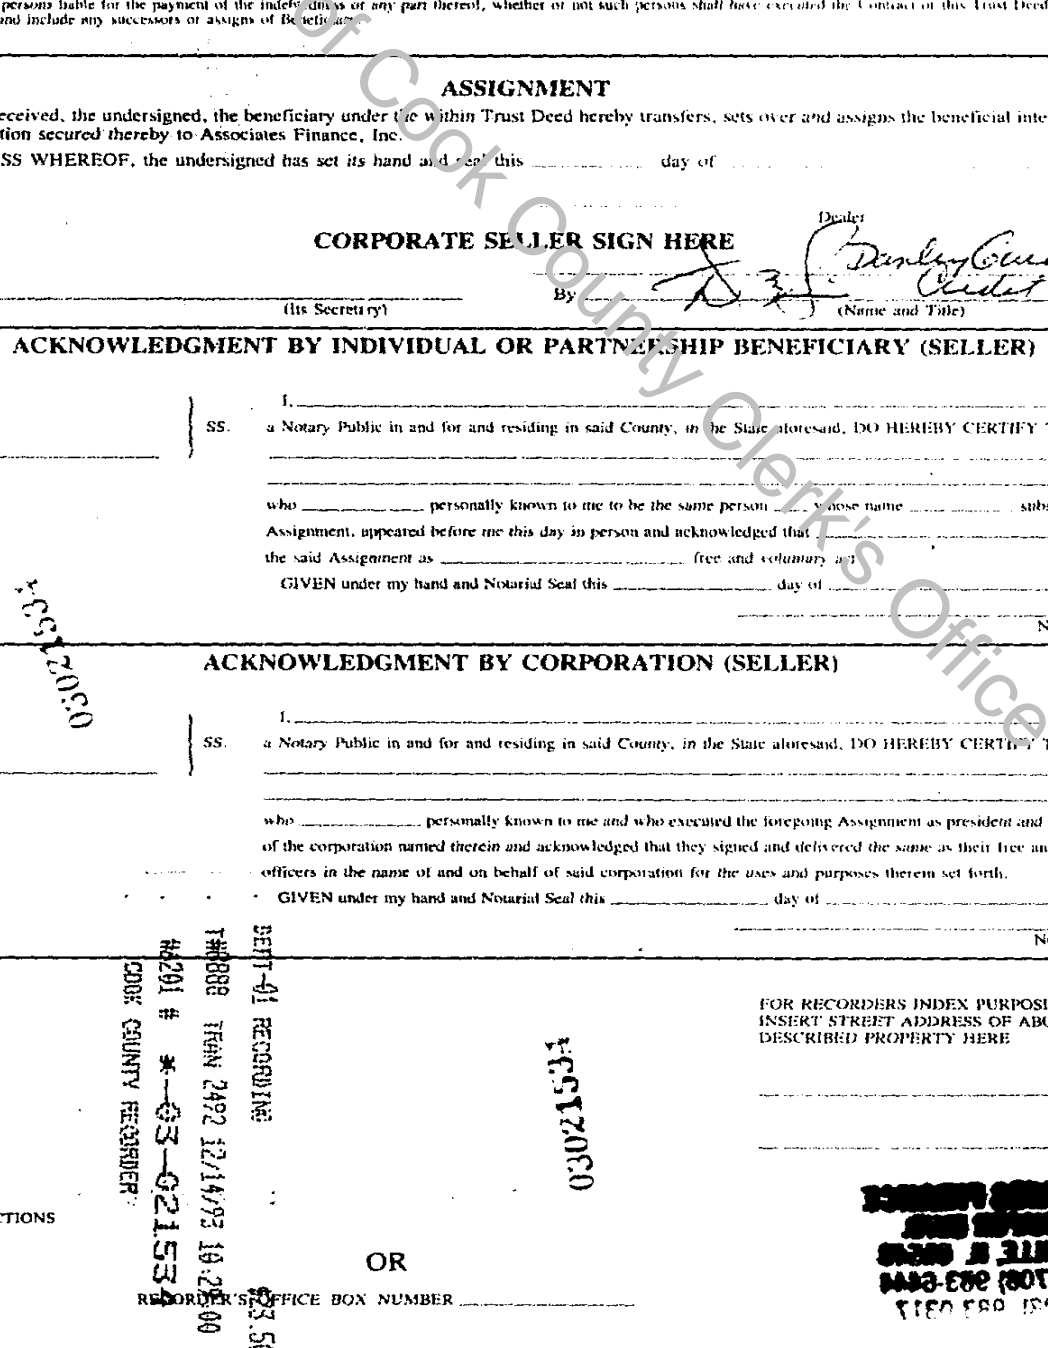 persons liable for the payment of the indebtedness or any part thereof, whether or not such persons shall have executed the Contract or this Trust Deed
and include any successors or assigns of Beneficiary.
ASSIGNMENT
eceived, the undersigned, the beneficiary under the within Trust Deed hereby transfers, sets over and assigns the beneficial inte
tion secured thereby to Associates Finance, Inc.
SS WHEREOF, the undersigned has set its hand and seal this day of
Dealer
CORPORATE SELLER SIGN HERE
By
(Its Secretary)
(Name and Title)
ACKNOWLEDGMENT BY INDIVIDUAL OR PARTNERSHIP BENEFICIARY (SELLER)
I,
SS. a Notary Public in and for and residing in said County, in the State aforesaid, DO HEREBY CERTIFY T
who personally known to me to be the same person whose name subs
Assignment, appeared before me this day in person and acknowledged that
the said Assignment as free and voluntary act
GIVEN under my hand and Notarial Seal this day of
N
03021534
ACKNOWLEDGMENT BY CORPORATION (SELLER)
I,
SS. a Notary Public in and for and residing in said County, in the State aforesaid, DO HEREBY CERTIFY T
who personally known to me and who executed the foregoing Assignment as president and
of the corporation named therein and acknowledged that they signed and delivered the same as their free an
officers in the name of and on behalf of said corporation for the uses and purposes therein set forth.
GIVEN under my hand and Notarial Seal this day of
No
DEPT-01 RECORDING $23.50
T#8888 TRAN 2492 12/14/93 10:29:00
#6201 # *-03-021534
COOK COUNTY RECORDER
03021534
FOR RECORDERS INDEX PURPOSE
INSERT STREET ADDRESS OF ABO
DESCRIBED PROPERTY HERE
CTIONS
OR
RECORDER'S OFFICE BOX NUMBER
of Cook County Clerk's Office